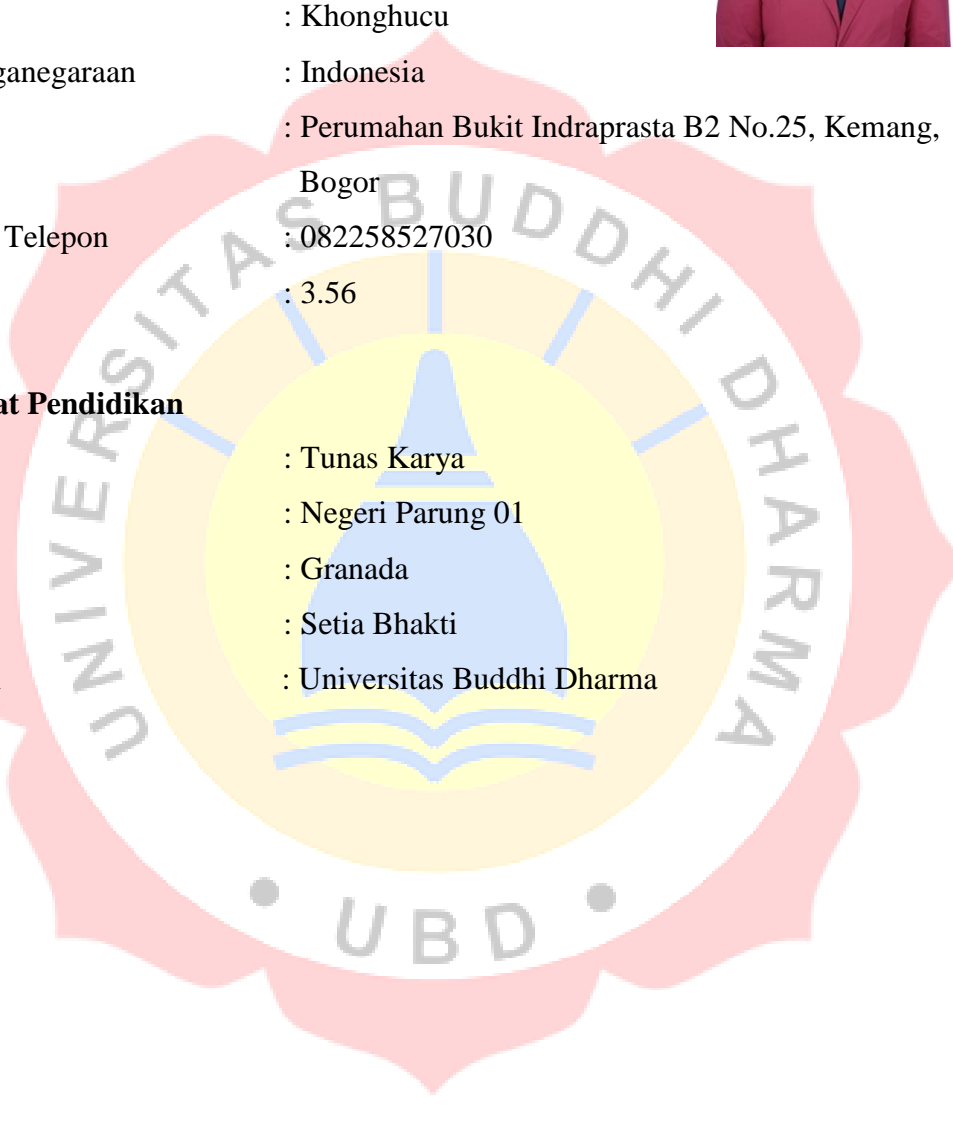 : Khonghucu
ganegaraan : Indonesia
: Perumahan Bukit Indraprasta B2 No.25, Kemang,
Bogor
Telepon : 082258527030
: 3.56
at Pendidikan
: Tunas Karya
: Negeri Parung 01
: Granada
: Setia Bhakti
: Universitas Buddhi Dharma
UNIVERSITAS BUDDHI DHARMA
• UBD •